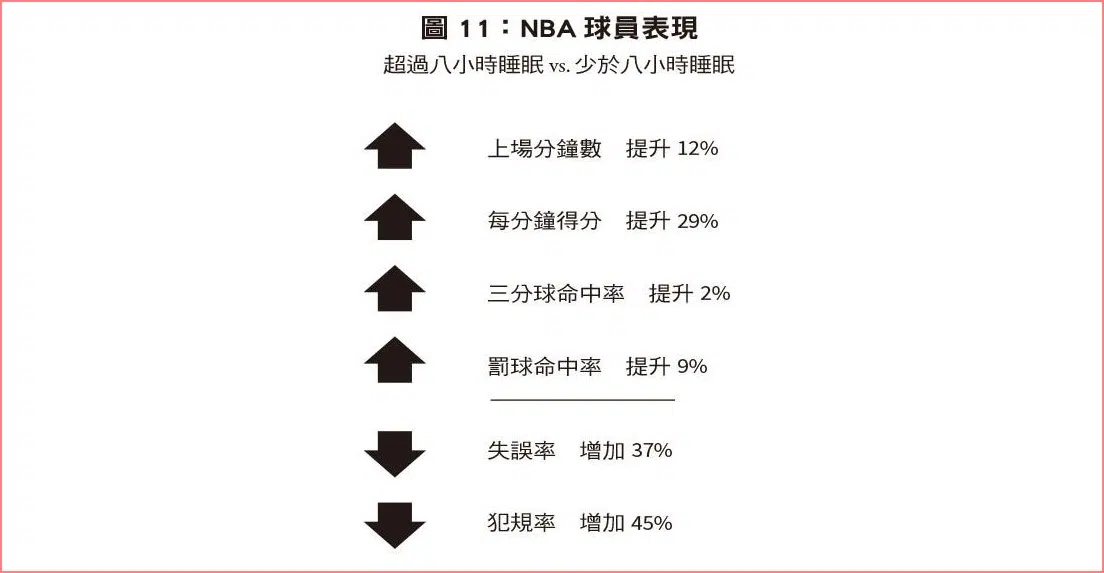 圖 11：NBA 球員表現
超過八小時睡眠 vs. 少於八小時睡眠
上場分鐘數　提升 12%
每分鐘得分　提升 29%
三分球命中率　提升 2%
罰球命中率　提升 9%
失誤率　增加 37%
犯規率　增加 45%